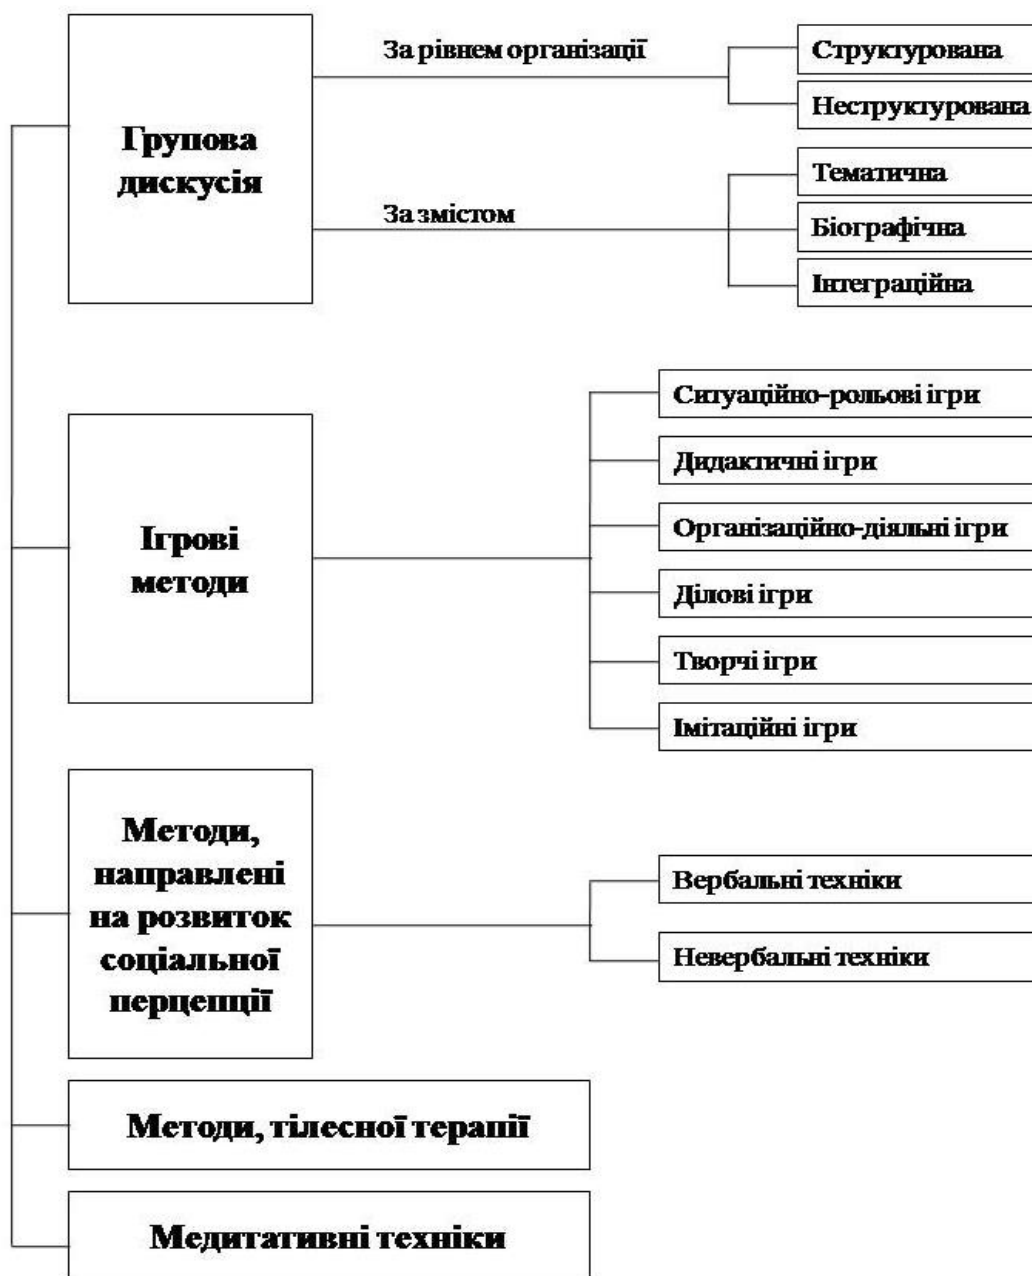 Групова
дискусія
За рівнем організації
Структурована
Неструктурована
За змістом
Тематична
Біографічна
Інтеграційна
Ігрові
методи
Ситуаційно-рольові ігри
Дидактичні ігри
Організаційно-діяльні ігри
Ділові ігри
Творчі ігри
Імітаційні ігри
Методи,
направлені
на розвиток
соціальної
перцепції
Вербальні техніки
Невербальні техніки
Методи, тілесної терапії
Медитативні техніки